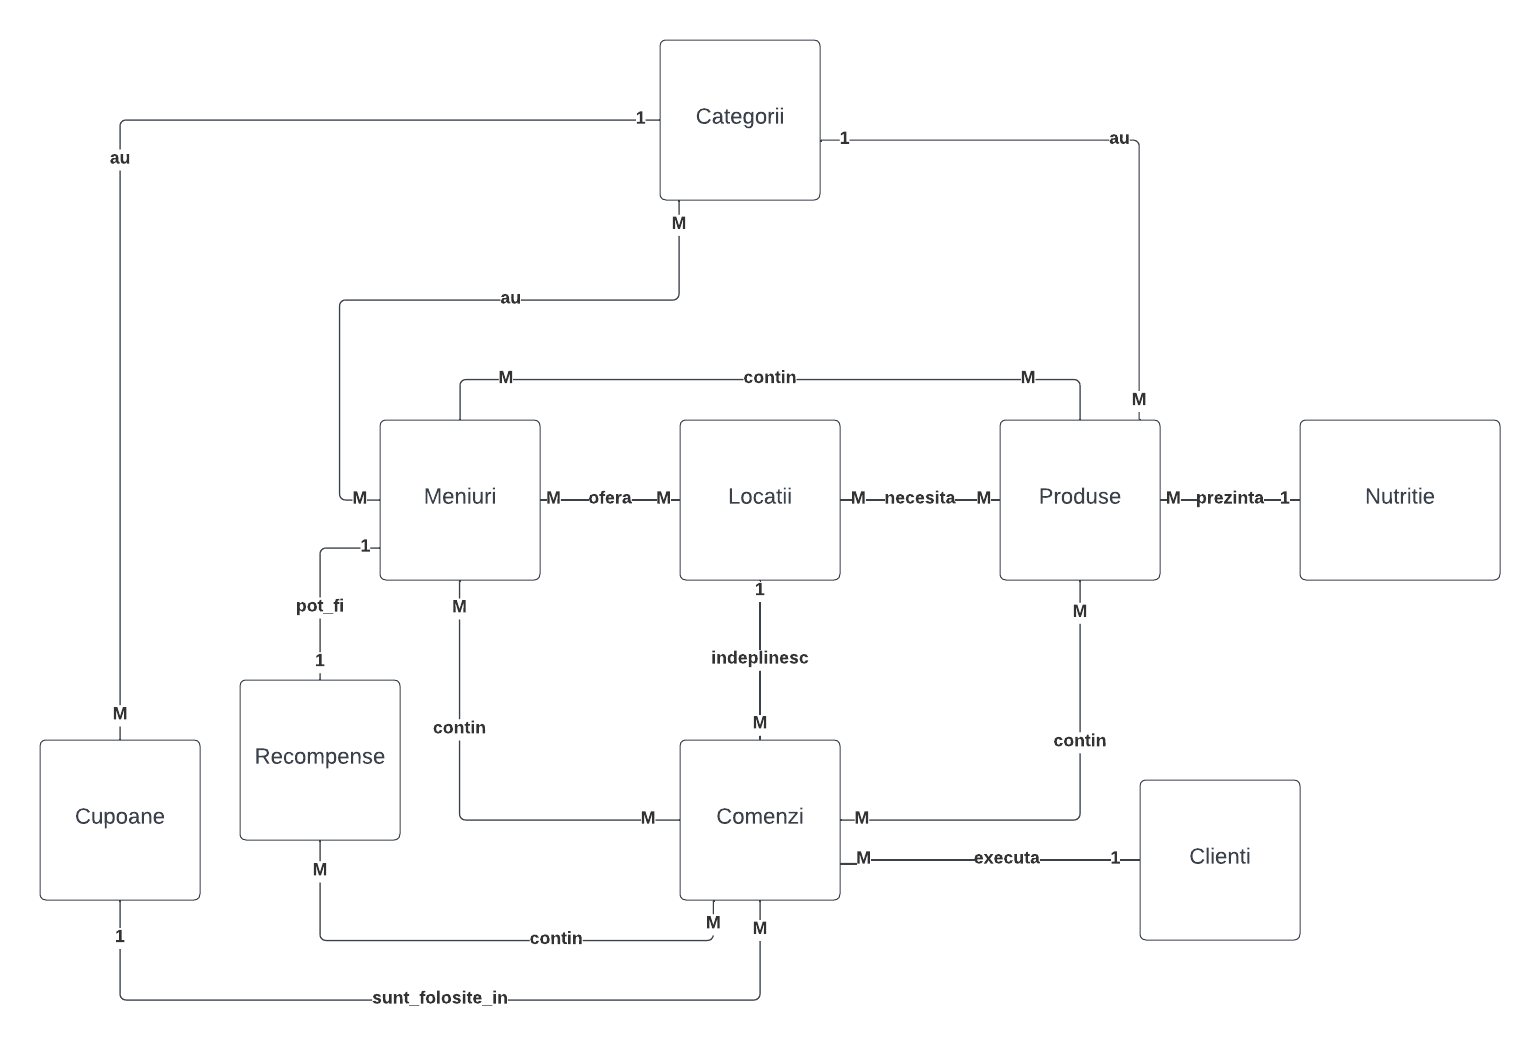 Categorii
1
1
au
au
M
au
M
contin
M
M
Meniuri
Locatii
Produse
Nutritie
M
M
ofera
M
M
necesita
M
M
prezinta
1
1
1
pot_fi
M
M
1
indeplinesc
M
M
contin
contin
Recompense
Cupoane
Comenzi
M
M
Clienti
M
executa
1
M
M
M
1
contin
sunt_folosite_in